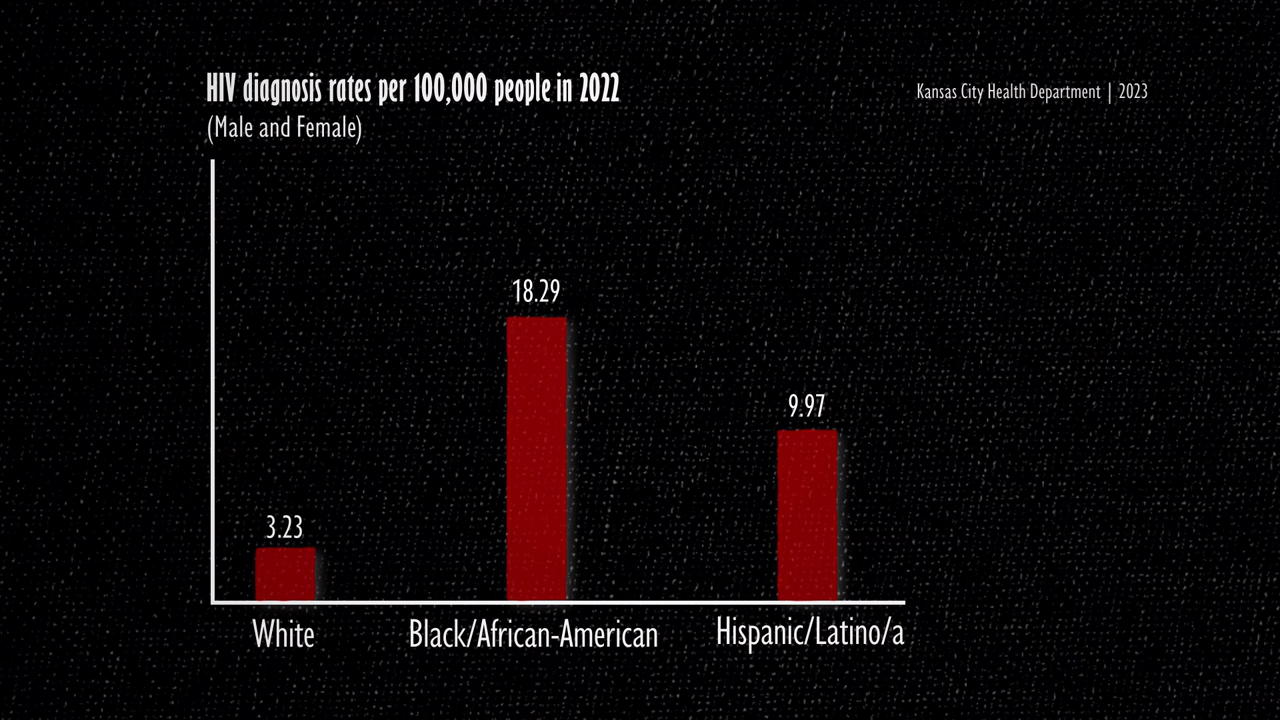 HIV diagnosis rates per 100,000 people in 2022
Kansas City Health Department | 2023
(Male and Female)
18.29
9.97
3.23
White
Black/African-American
Hispanic/Latino/a